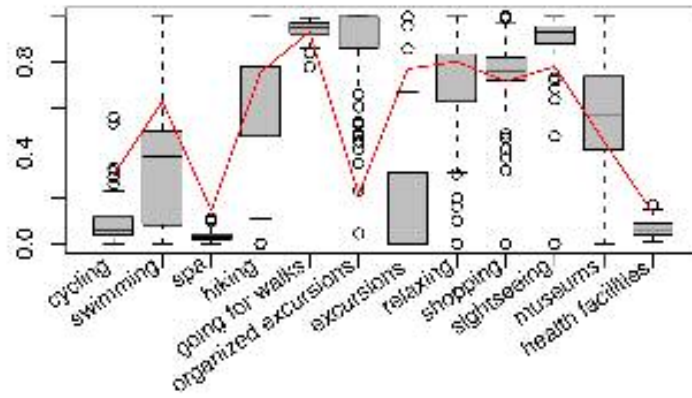 0.8
0.4
0.0
cycling
swimming
spa
hiking
going for walks
organized excursions
excursions
relaxing
shopping
sightseeing
museums
health facilities